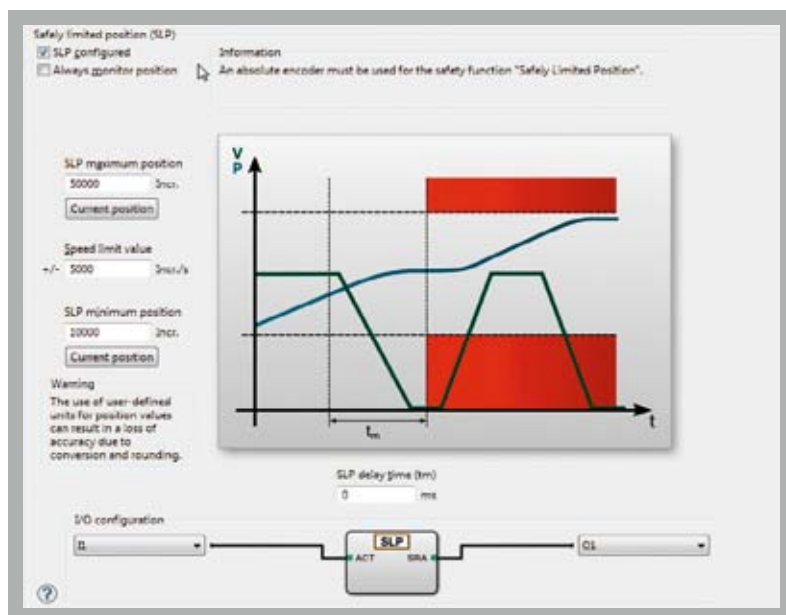 Safely limited position (SLP)
SLP configured
Always monitor position
Information
An absolute encoder must be used for the safety function "Safely Limited Position".
SLP maximum position
50000 Incr.
Current position
Speed limit value
+/- 5000 Incr./s
SLP minimum position
10000 Incr.
Current position
Warning
The use of user-defined
units for position values
can result in a loss of
accuracy due to
conversion and rounding.
V
P
t
tm
SLP delay time (tm)
0 ms
I/O configuration
I1
SLP
ACT SRA
O1
?